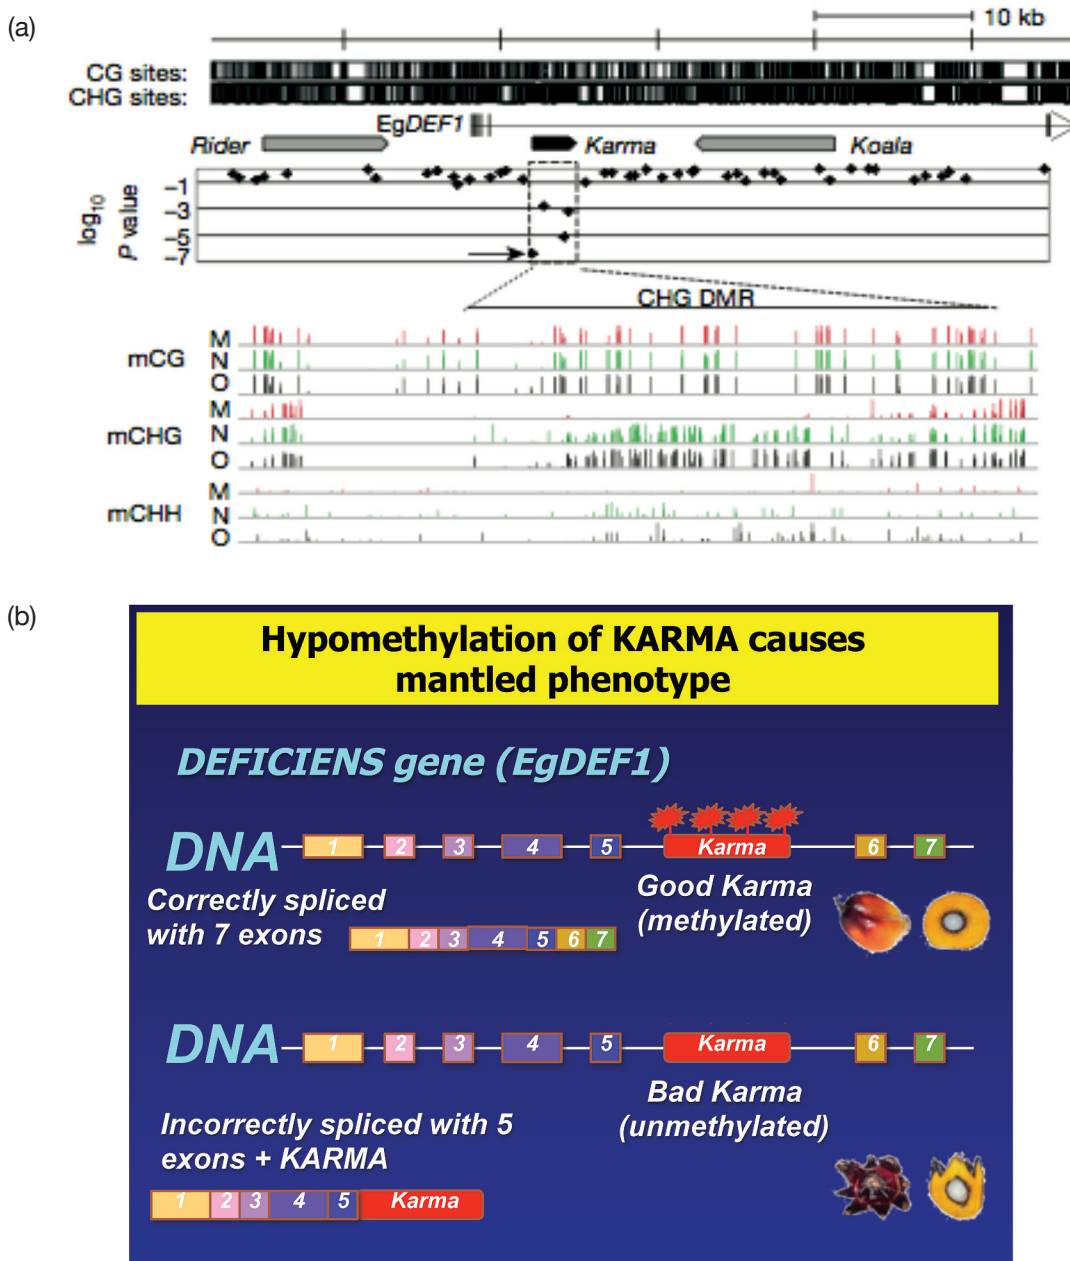 (a)
10 kb
CG sites:
CHG sites:
EgDEF1
Rider
Karma
Koala
log10
P value
−1
−3
−5
−7
CHG DMR
mCG
M
N
O
mCHG
M
N
O
mCHH
M
N
O
(b)
Hypomethylation of KARMA causes
mantled phenotype
DEFICIENS gene (EgDEF1)
DNA
1 2 3 4 5 Karma 6 7
Correctly spliced
with 7 exons
1 2 3 4 5 6 7
Good Karma
(methylated)
DNA
1 2 3 4 5 Karma 6 7
Bad Karma
(unmethylated)
Incorrectly spliced with 5
exons + KARMA
1 2 3 4 5 Karma